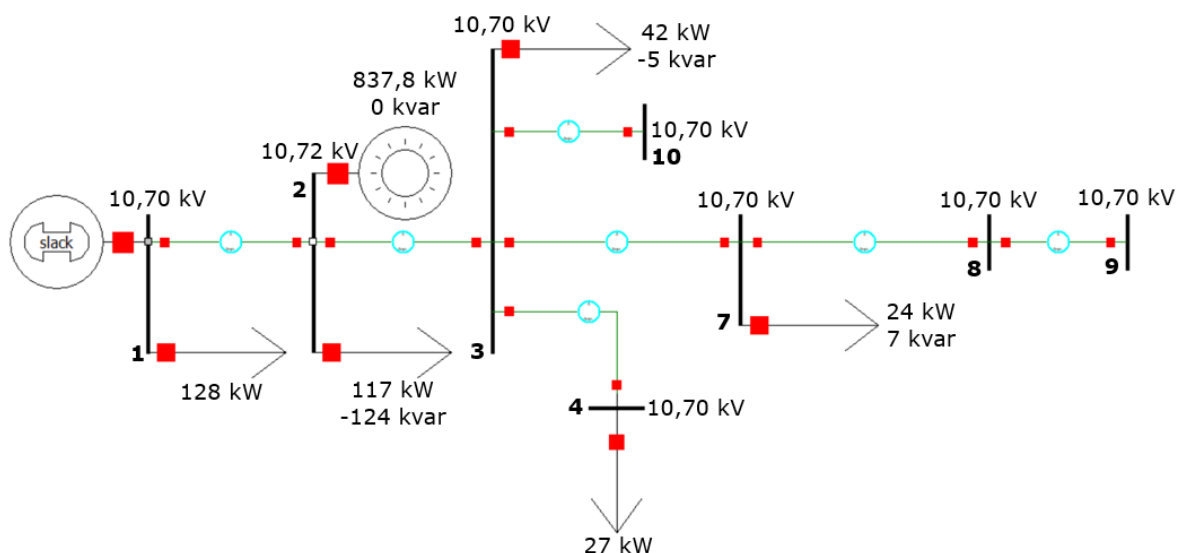 10,70 kV
42 kW
-5 kvar
837,8 kW
0 kvar
10,70 kV
10
10,72 kV
2
10,70 kV
slack
10,70 kV
10,70 kV
10,70 kV
8
9
24 kW
7 kvar
7
1
3
128 kW
117 kW
-124 kvar
4
10,70 kV
27 kW